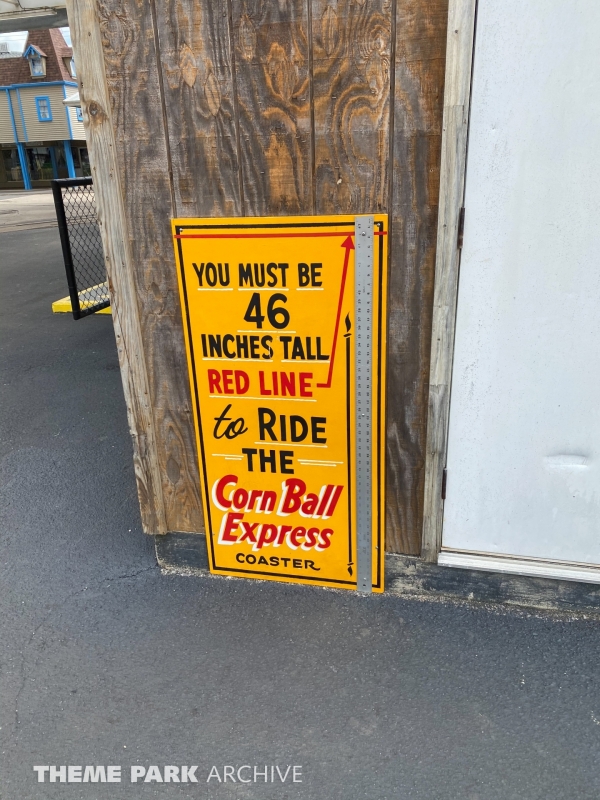 YOU MUST BE
46
INCHES TALL
RED LINE
to RIDE
THE
Corn Ball
Express
COASTER
THEME PARK ARCHIVE